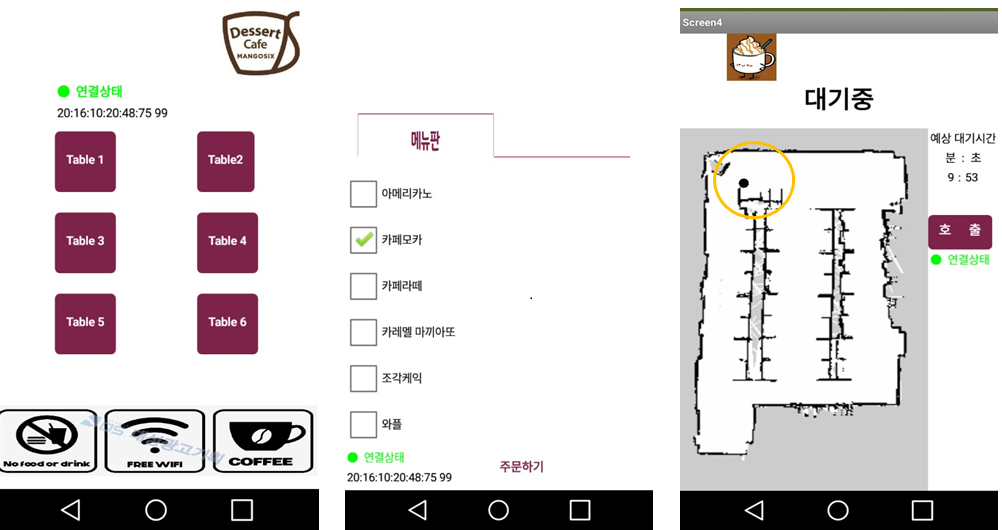 Dessert
Cafe
MANGOSIX
연결상태
20:16:10:20:48:75 99
Table 1
Table2
Table 3
Table 4
Table 5
Table 6
No food or drink
FREE WIFI
COFFEE
메뉴판
아메리카노
카페모카
카페라떼
카레멜 마끼아또
조각케익
와플
연결상태
20:16:10:20:48:75 99
주문하기
Screen4
대기중
예상 대기시간
분 : 초
9 : 53
호 출
연결상태